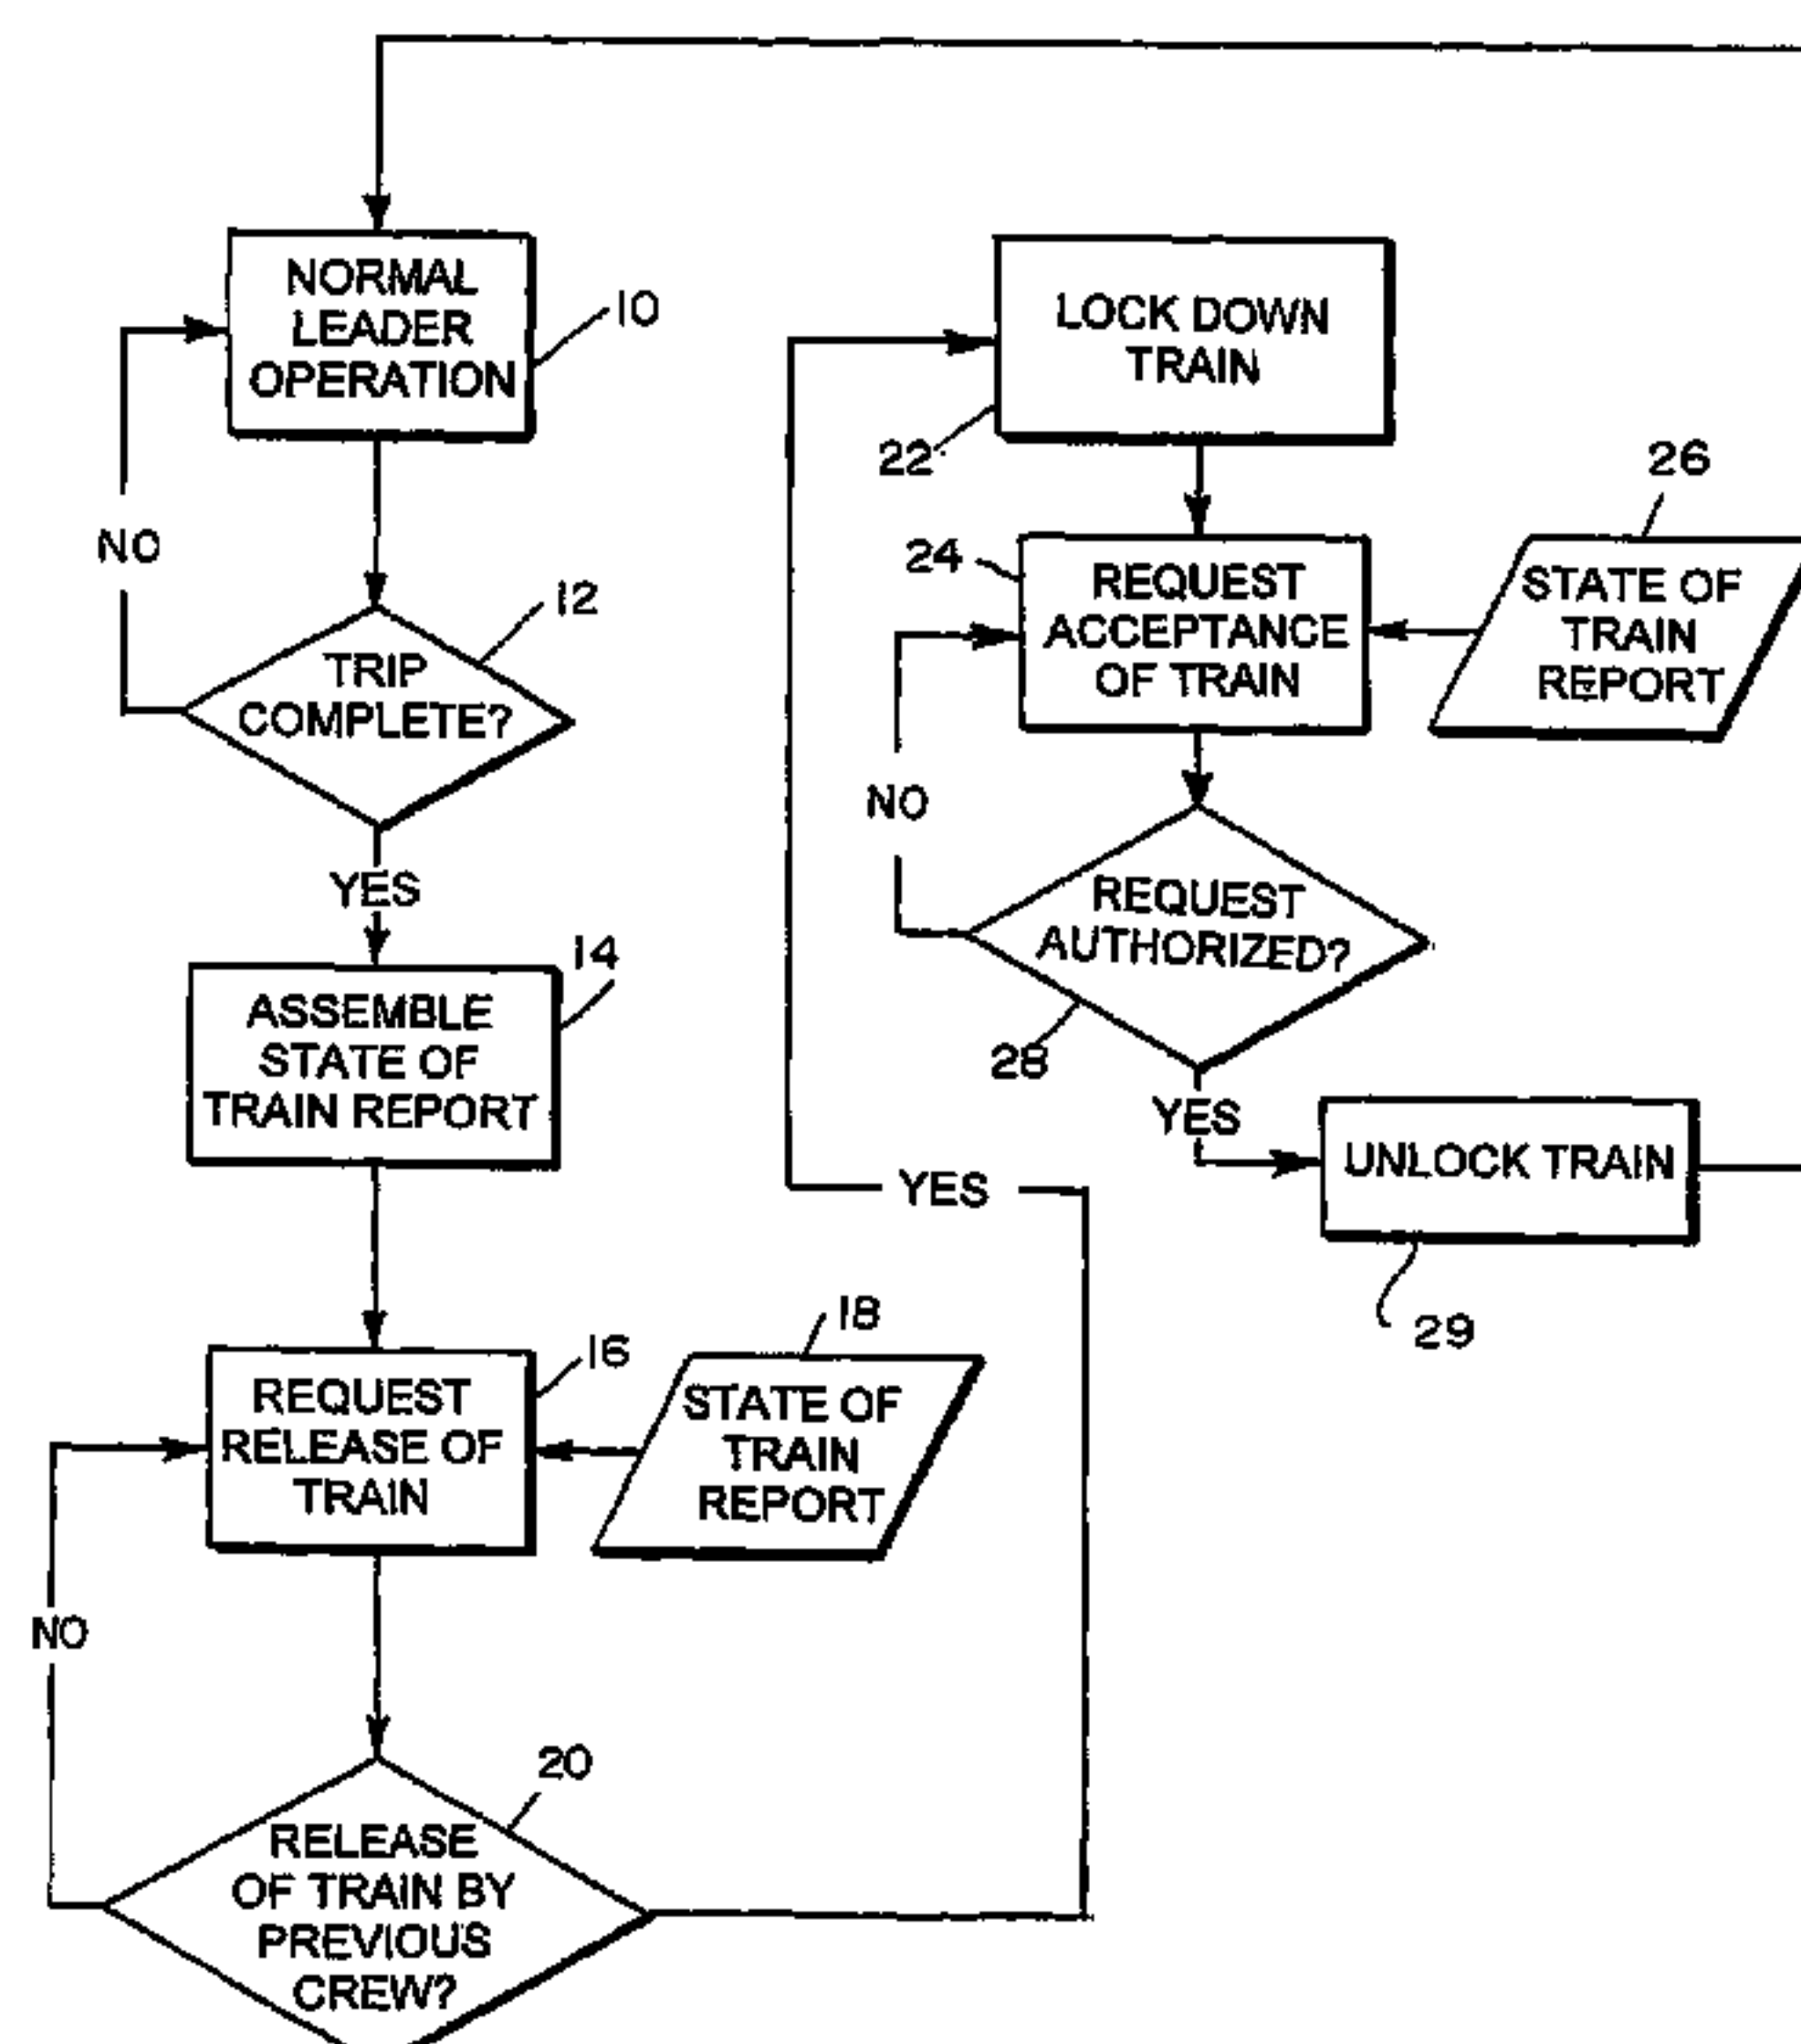 NORMAL
LEADER
OPERATION
10
NO
TRIP
COMPLETE?
12
YES
ASSEMBLE
STATE OF
TRAIN REPORT
14
REQUEST
RELEASE OF
TRAIN
16
STATE OF
TRAIN
REPORT
18
NO
RELEASE
OF TRAIN BY
PREVIOUS
CREW?
20
YES
LOCK DOWN
TRAIN
22
REQUEST
ACCEPTANCE
OF TRAIN
24
STATE OF
TRAIN
REPORT
26
NO
REQUEST
AUTHORIZED?
28
YES
UNLOCK TRAIN
29